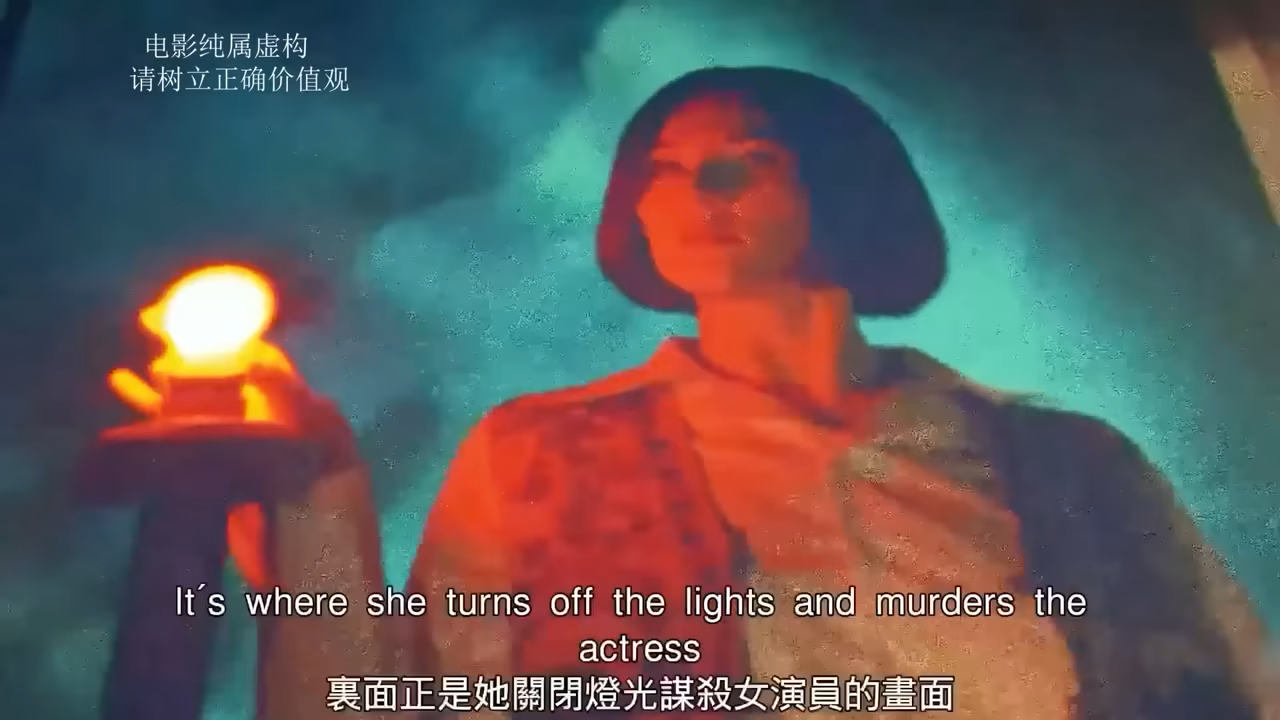 电影纯属虚构
请树立正确价值观
It´s where she turns off the lights and murders the
actress
裏面正是她關閉燈光謀殺女演員的畫面